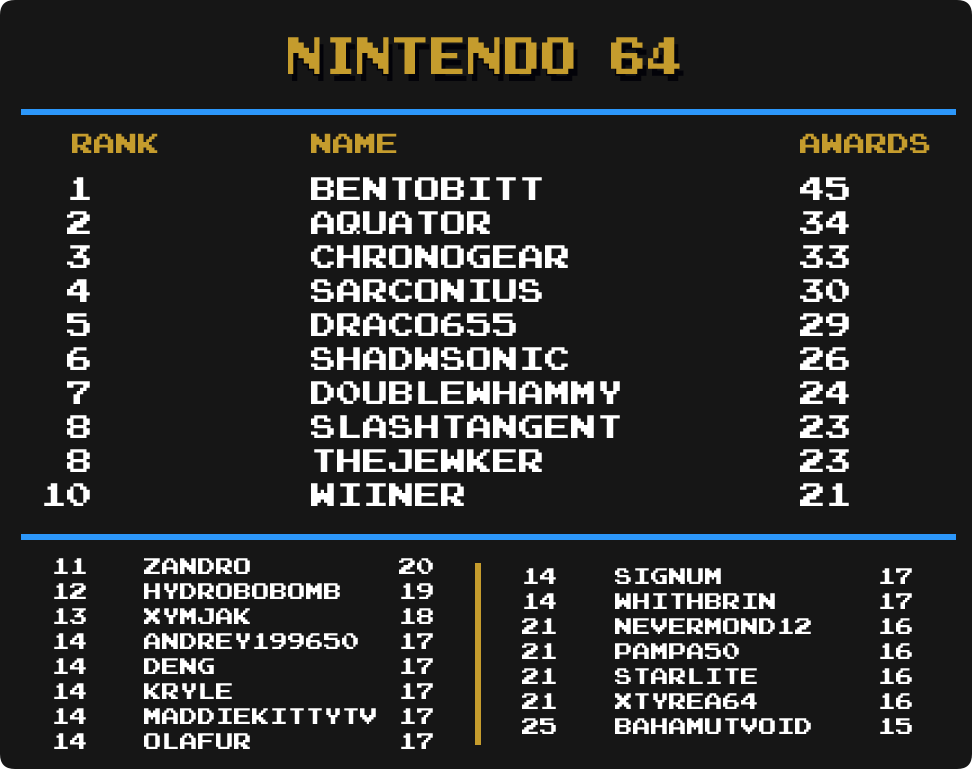 NINTENDO 64
RANK NAME AWARDS
1 BENTOBITT 45
2 AQUATOR 34
3 CHRONOGEAR 33
4 SARCONIUS 30
5 DRACO655 29
6 SHADWSONIC 26
7 DOUBLEWHAMMY 24
8 SLASHTANGENT 23
8 THEJEWKER 23
10 WIINER 21
11 ZANDRO 20
12 HYDROBOBOMB 19
13 XYMJAK 18
14 ANDREY199650 17
14 DENG 17
14 KRYLE 17
14 MADDIEKITTYTV 17
14 OLAFUR 17
14 SIGNUM 17
14 WHITHBRIN 17
21 NEVERMOND12 16
21 PAMPA50 16
21 STARLITE 16
21 XTYREA64 16
25 BAHAMUTVOID 15